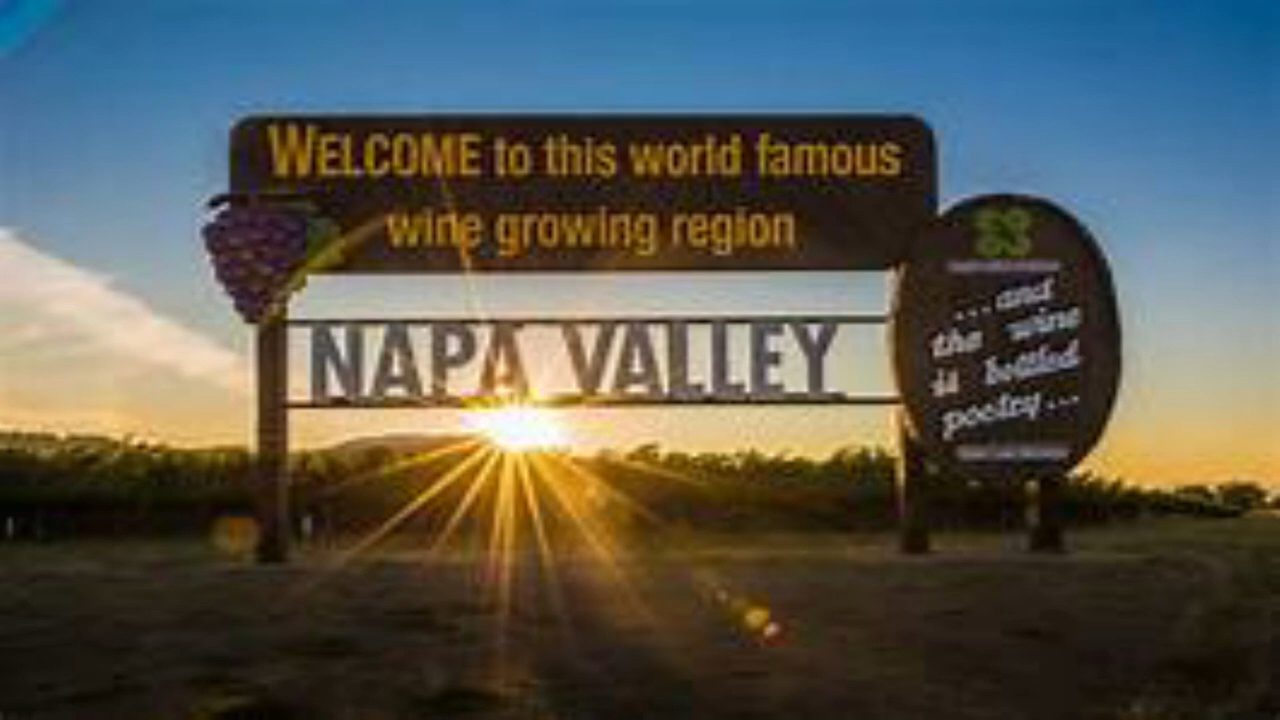 WELCOME to this world famous
wine growing region
NAPA VALLEY
...and
the wine
is bottled
poetry...